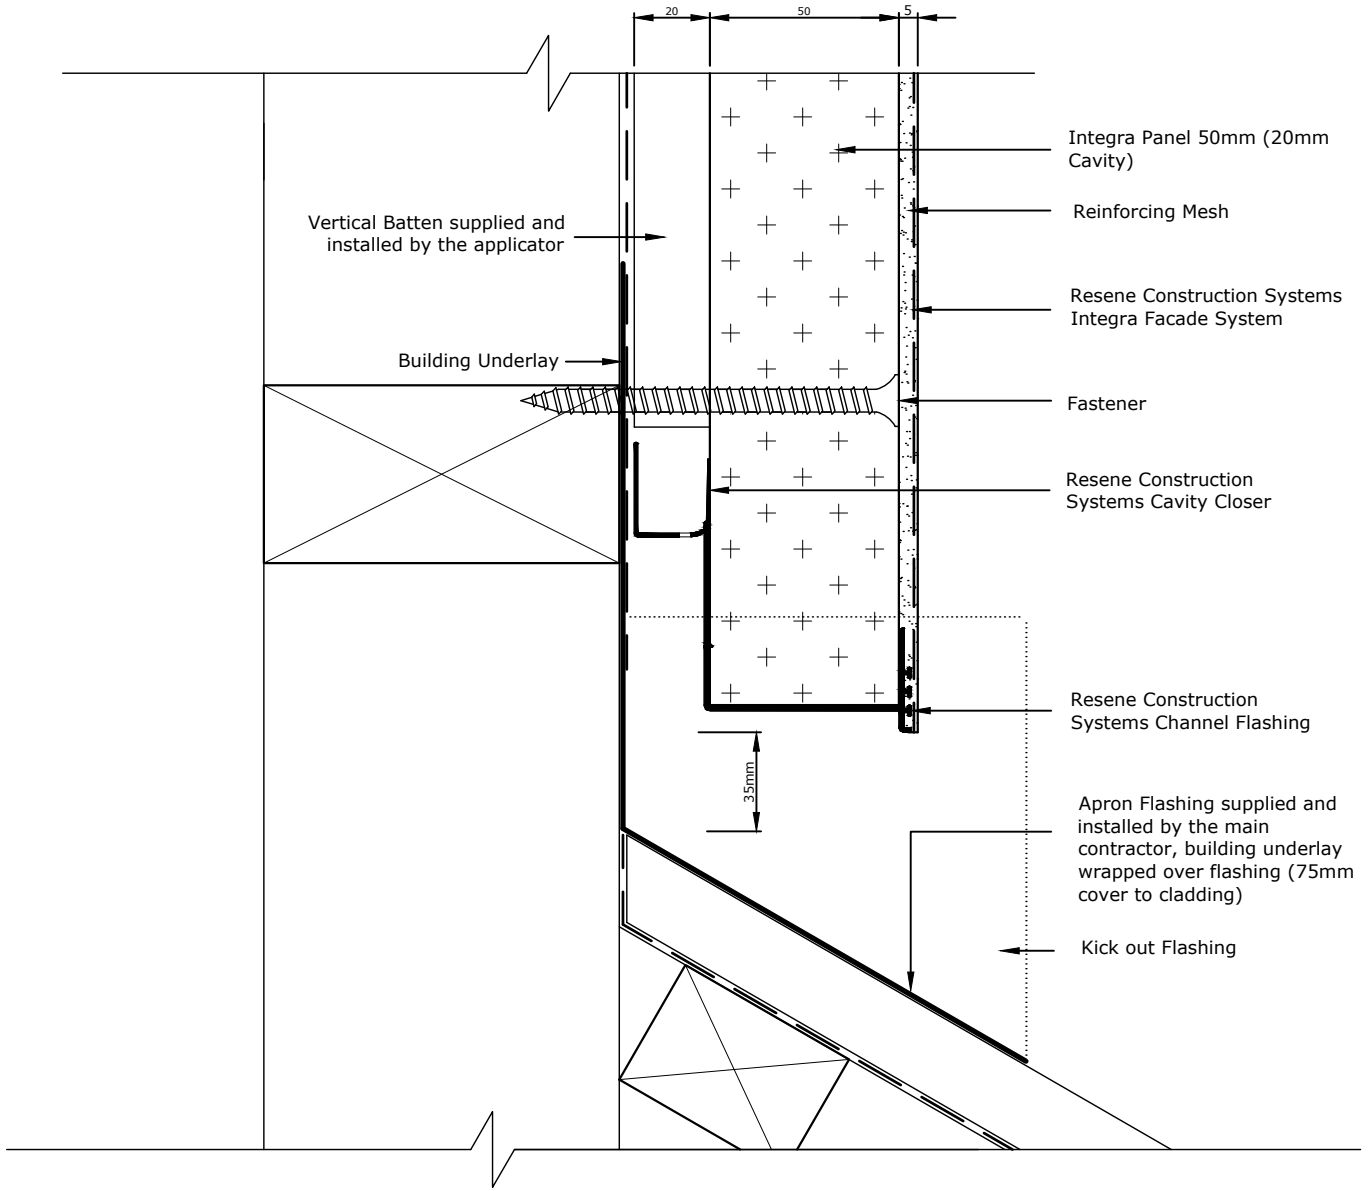 20
50
5
Integra Panel 50mm (20mm
Cavity)
Reinforcing Mesh
Vertical Batten supplied and
installed by the applicator
Resene Construction Systems
Integra Facade System
Building Underlay
Fastener
Resene Construction
Systems Cavity Closer
Resene Construction
Systems Channel Flashing
35mm
Apron Flashing supplied and
installed by the main
contractor, building underlay
wrapped over flashing (75mm
cover to cladding)
Kick out Flashing